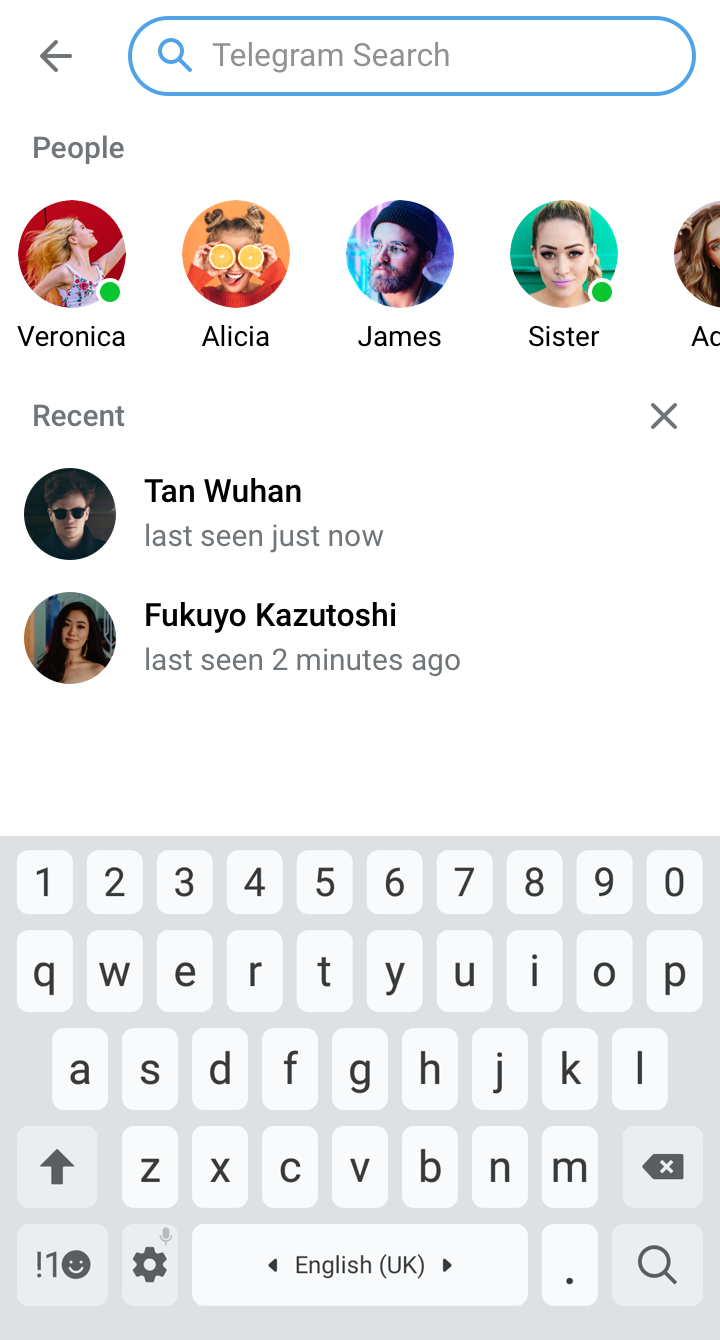 Telegram Search
People
Veronica Alicia James Sister Ad
Recent
Tan Wuhan
last seen just now
Fukuyo Kazutoshi
last seen 2 minutes ago
1 2 3 4 5 6 7 8 9 0
q w e r t y u i o p
a s d f g h j k l
z x c v b n m
!1 English (UK) .